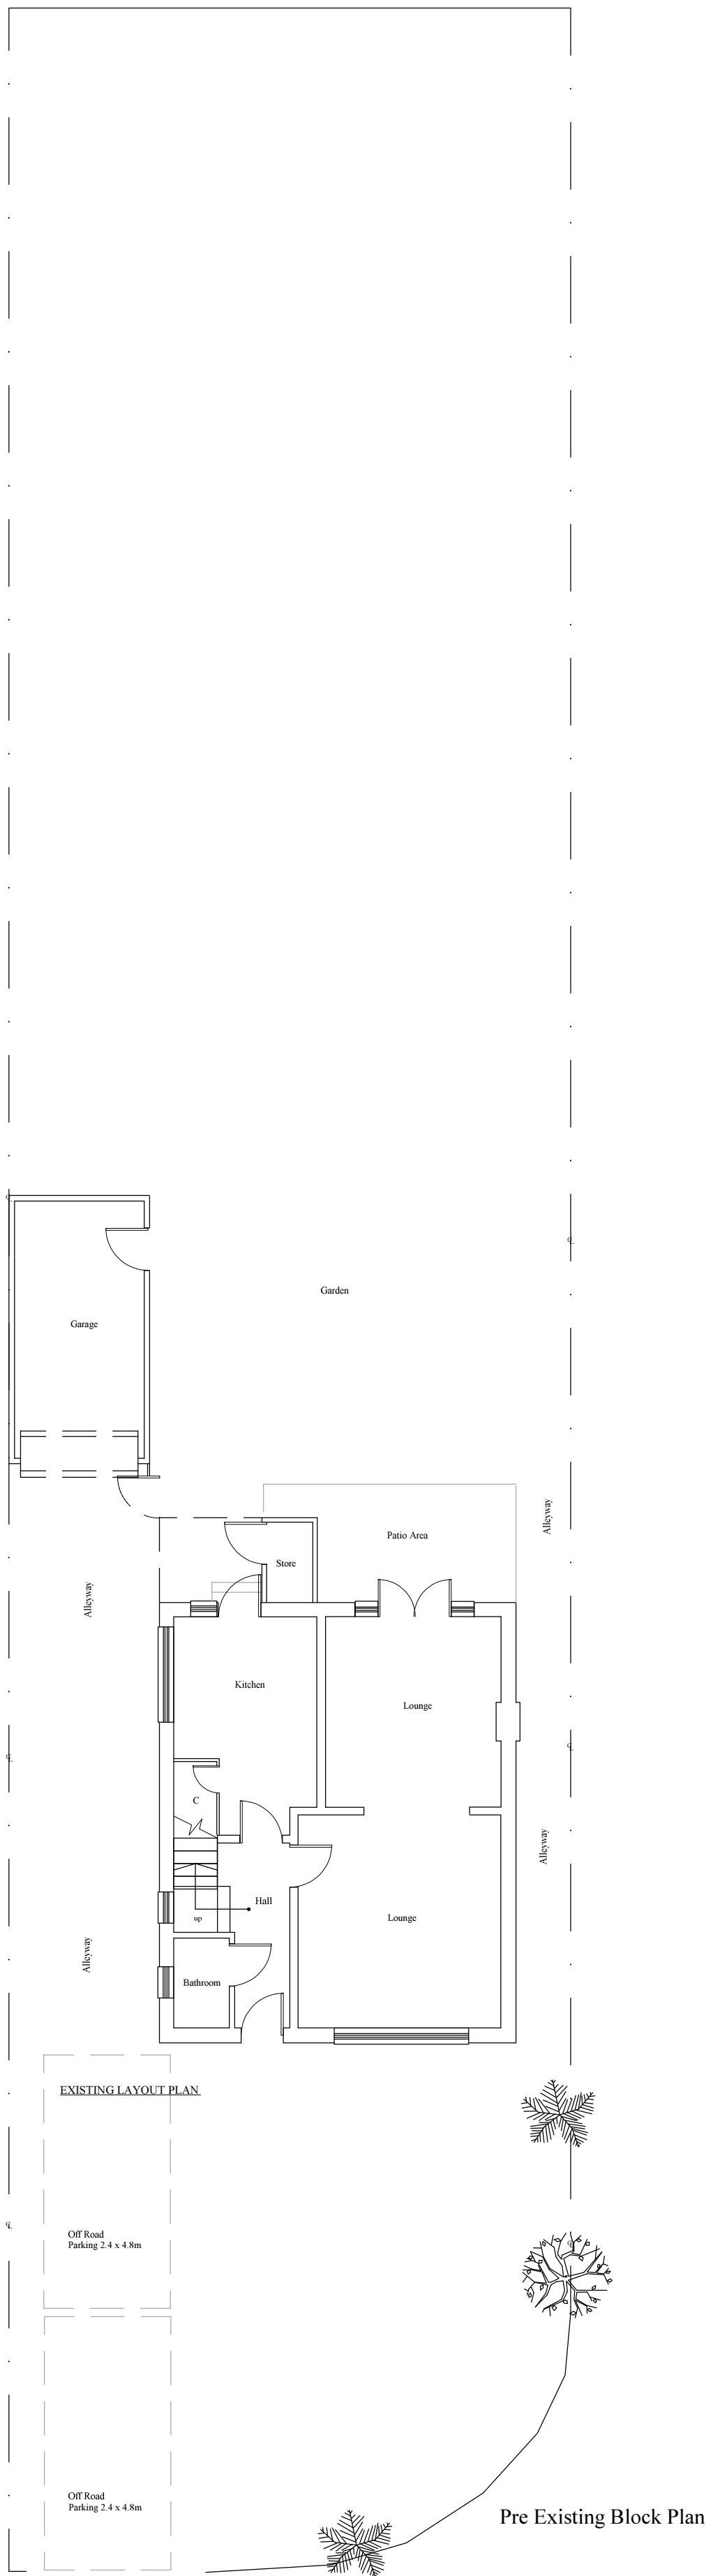 ℄
℄
Garden
Garage
Alleyway
Patio Area
Store
Alleyway
Kitchen
Lounge
℄
℄
C
Alleyway
Hall
Lounge
up
Alleyway
Bathroom
EXISTING LAYOUT PLAN
℄
Off Road
Parking 2.4 x 4.8m
℄
Off Road
Parking 2.4 x 4.8m
Pre Existing Block Plan